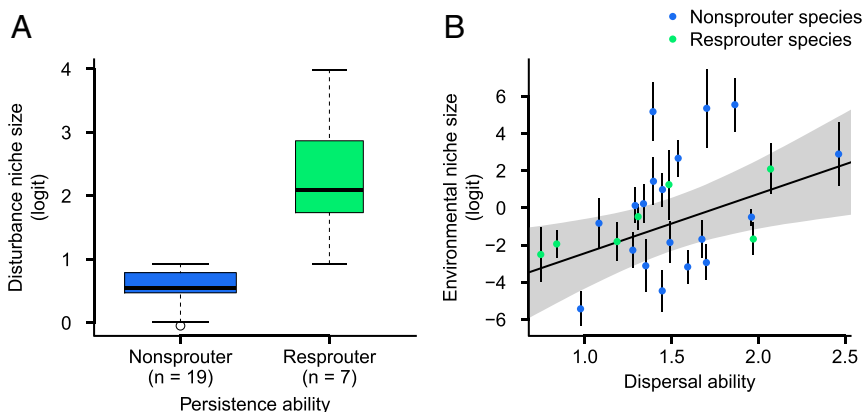 A
Disturbance niche size
(logit)
4
3
2
1
0
Nonsprouter
(n = 19)
Resprouter
(n = 7)
Persistence ability
B
Nonsprouter species
Resprouter species
Environmental niche size
(logit)
6
4
2
0
−2
−4
−6
1.0 1.5 2.0 2.5
Dispersal ability